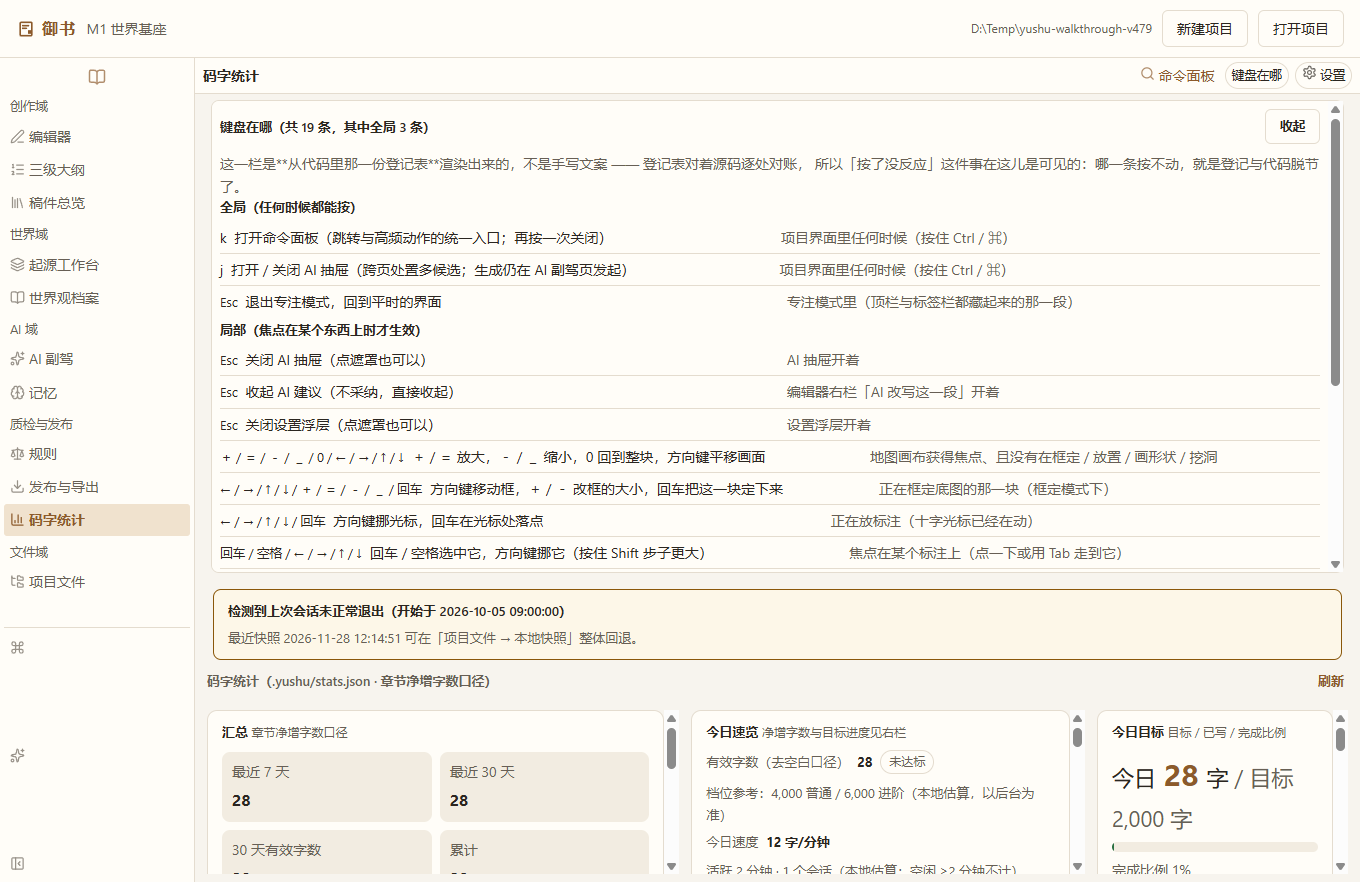 御书 M1 世界基座
D:\Temp\yushu-walkthrough-v479 新建项目 打开项目
码字统计
命令面板 键盘在哪 设置
创作域
编辑器
三级大纲
稿件总览
世界域
起源工作台
世界观档案
AI 域
AI 副驾
记忆
质检与发布
规则
发布与导出
码字统计
文件域
项目文件
键盘在哪（共 19 条，其中全局 3 条）
收起
这一栏是**从代码里那一份登记表**渲染出来的，不是手写文案 —— 登记表对着源码逐处对账， 所以「按了没反应」这件事在这儿是可见的：哪一条按不动，就是登记与代码脱节
了。
全局（任何时候都能按）
k 打开命令面板（跳转与高频动作的统一入口；再按一次关闭） 项目界面里任何时候（按住 Ctrl / ⌘）
j 打开 / 关闭 AI 抽屉（跨页处置多候选；生成仍在 AI 副驾页发起） 项目界面里任何时候（按住 Ctrl / ⌘）
Esc 退出专注模式，回到平时的界面 专注模式里（顶栏与标签栏都藏起来的那一段）
局部（焦点在某个东西上时才生效）
Esc 关闭 AI 抽屉（点遮罩也可以） AI 抽屉开着
Esc 收起 AI 建议（不采纳，直接收起） 编辑器右栏「AI 改写这一段」开着
Esc 关闭设置浮层（点遮罩也可以） 设置浮层开着
+ / = / - / _ / 0 / ← / → / ↑ / ↓ + / = 放大， - / _ 缩小，0 回到整块，方向键平移画面 地图画布获得焦点、且没有在框定 / 放置 / 画形状 / 挖洞
← / → / ↑ / ↓ / + / = / - / _ / 回车 方向键移动框， + / - 改框的大小，回车把这一块定下来 正在框定底图的那一块（框定模式下）
← / → / ↑ / ↓ / 回车 方向键挪光标，回车在光标处落点 正在放标注（十字光标已经在动）
回车 / 空格 / ← / → / ↑ / ↓ 回车 / 空格选中它，方向键挪它（按住 Shift 步子更大） 焦点在某个标注上（点一下或用 Tab 走到它）
检测到上次会话未正常退出（开始于 2026-10-05 09:00:00）
最近快照 2026-11-28 12:14:51 可在「项目文件 → 本地快照」整体回退。
码字统计（.yushu/stats.json · 章节净增字数口径） 刷新
汇总 章节净增字数口径
最近 7 天
28
最近 30 天
28
30 天有效字数
累计
今日速览 净增字数与目标进度见右栏
有效字数（去空白口径） 28 未达标
档位参考：4,000 普通 / 6,000 进阶（本地估算，以后台为
准）
今日速度 12 字/分钟
活跃 2 分钟 · 1 个会话（本地估算；空闲 >2 分钟不计）
今日目标 目标 / 已写 / 完成比例
今日 28 字 / 目标
2,000 字
完成比例 1%